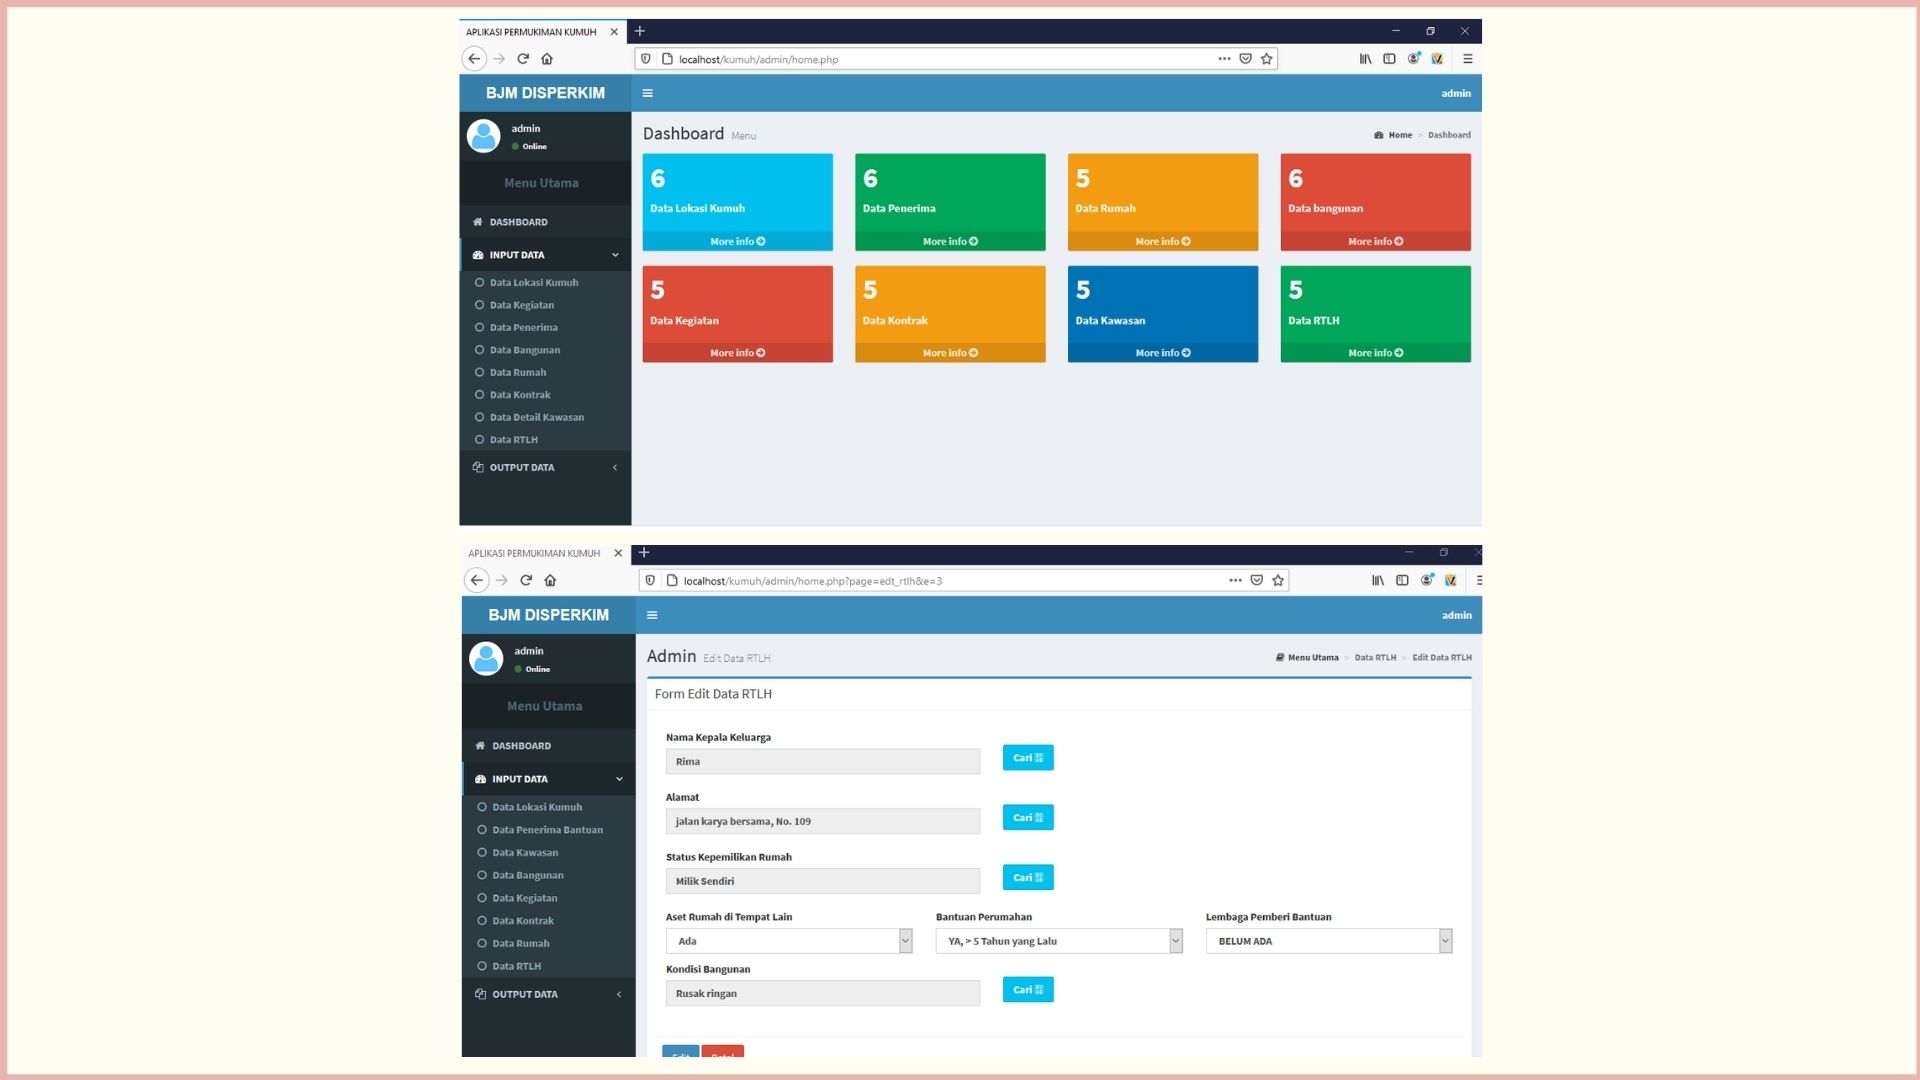 APLIKASI PERMUKIMAN KUMUH
localhost/kumuh/admin/home.php
BJM DISPERKIM
admin
admin
Online
Menu Utama
DASHBOARD
INPUT DATA
Data Lokasi Kumuh
Data Kegiatan
Data Penerima
Data Bangunan
Data Rumah
Data Kontrak
Data Detail Kawasan
Data RTLH
OUTPUT DATA
Dashboard Menu
Home > Dashboard
6
Data Lokasi Kumuh
More info
6
Data Penerima
More info
5
Data Rumah
More info
6
Data bangunan
More info
5
Data Kegiatan
More info
5
Data Kontrak
More info
5
Data Kawasan
More info
5
Data RTLH
More info
APLIKASI PERMUKIMAN KUMUH
localhost/kumuh/admin/home.php?page=edt_rtlh&e=3
BJM DISPERKIM
admin
admin
Online
Menu Utama
DASHBOARD
INPUT DATA
Data Lokasi Kumuh
Data Penerima Bantuan
Data Kawasan
Data Bangunan
Data Kegiatan
Data Kontrak
Data Rumah
Data RTLH
OUTPUT DATA
Admin Edit Data RTLH
Menu Utama > Data RTLH > Edit Data RTLH
Form Edit Data RTLH
Nama Kepala Keluarga
Rima
Cari
Alamat
jalan karya bersama, No. 109
Cari
Status Kepemilikan Rumah
Milik Sendiri
Cari
Aset Rumah di Tempat Lain
Ada
Bantuan Perumahan
YA, > 5 Tahun yang Lalu
Lembaga Pemberi Bantuan
BELUM ADA
Kondisi Bangunan
Rusak ringan
Cari
Edit
Batal